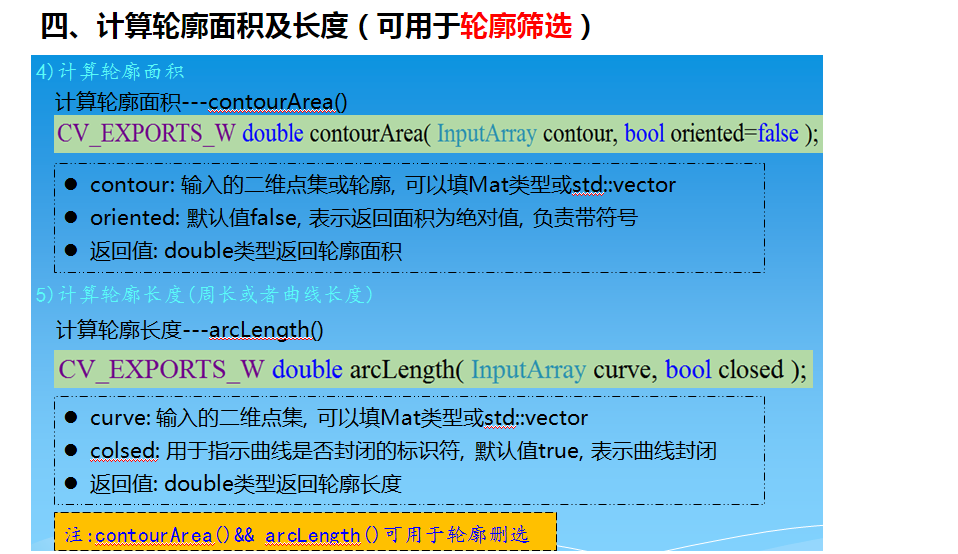 四、计算轮廓面积及长度（可用于轮廓筛选）
4)计算轮廓面积
计算轮廓面积---contourArea()
CV_EXPORTS_W double contourArea( InputArray contour, bool oriented=false );
● contour: 输入的二维点集或轮廓, 可以填Mat类型或std::vector
● oriented: 默认值false, 表示返回面积为绝对值, 负责带符号
● 返回值: double类型返回轮廓面积
5)计算轮廓长度(周长或者曲线长度)
计算轮廓长度---arcLength()
CV_EXPORTS_W double arcLength( InputArray curve, bool closed );
● curve: 输入的二维点集, 可以填Mat类型或std::vector
● colsed: 用于指示曲线是否封闭的标识符, 默认值true, 表示曲线封闭
● 返回值: double类型返回轮廓长度
注:contourArea()&& arcLength()可用于轮廓删选